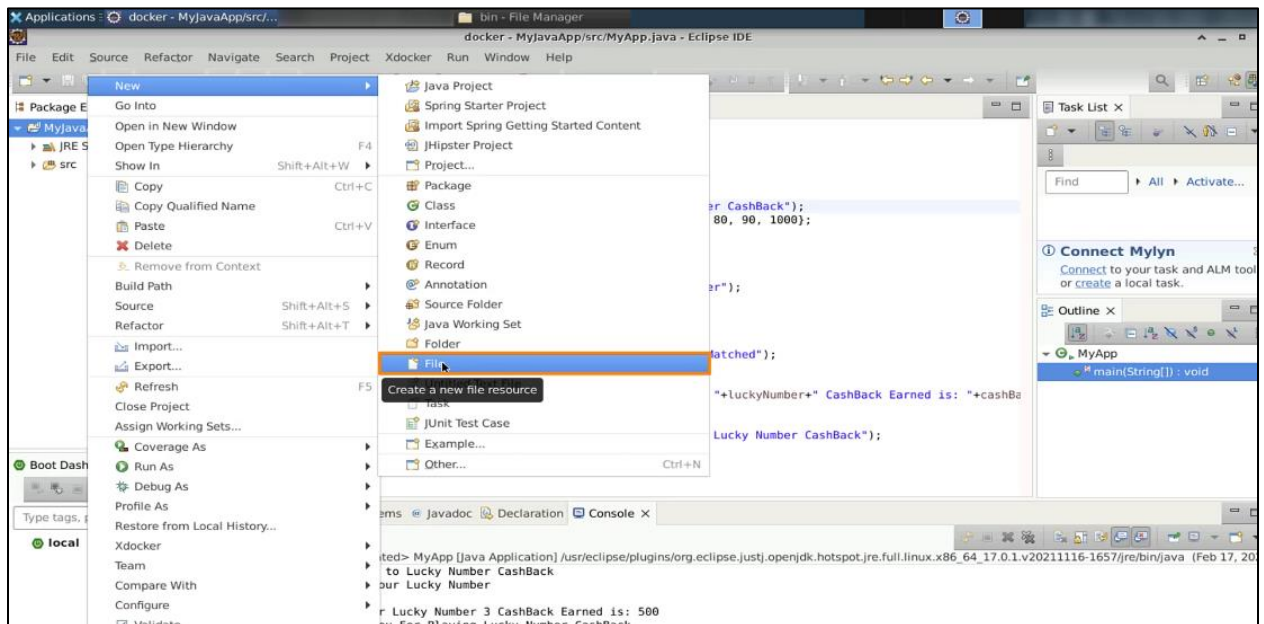 Applications docker - MyJavaApp/src/... bin - File Manager
docker - MyJavaApp/src/MyApp.java - Eclipse IDE
File Edit Source Refactor Navigate Search Project Xdocker Run Window Help
Package E
MyJava
JRE S
src
Boot Dash
Type tags, p
local
New
Go Into
Open in New Window
Open Type Hierarchy F4
Show In Shift+Alt+W
Copy Ctrl+C
Copy Qualified Name
Paste Ctrl+V
Delete
Remove from Context
Build Path
Source Shift+Alt+S
Refactor Shift+Alt+T
Import...
Export...
Refresh F5
Close Project
Assign Working Sets...
Coverage As
Run As
Debug As
Profile As
Restore from Local History...
Xdocker
Team
Compare With
Configure
Validate
Java Project
Spring Starter Project
Import Spring Getting Started Content
JHipster Project
Project...
Package
Class
Interface
Enum
Record
Annotation
Source Folder
Java Working Set
Folder
File
Create a new file resource
Task
JUnit Test Case
Example...
Other... Ctrl+N
er CashBack");
80, 90, 1000};
er");
Matched");
"+luckyNumber+" CashBack Earned is: "+cashBa
Lucky Number CashBack");
Task List
Find All Activate...
Connect Mylyn
Connect to your task and ALM tool
or create a local task.
Outline
MyApp
main(String[]) : void
ems Javadoc Declaration Console
ated> MyApp [Java Application] /usr/eclipse/plugins/org.eclipse.justj.openjdk.hotspot.jre.full.linux.x86_64_17.0.1.v20211116-1657/jre/bin/java (Feb 17, 20
to Lucky Number CashBack
our Lucky Number
r Lucky Number 3 CashBack Earned is: 500